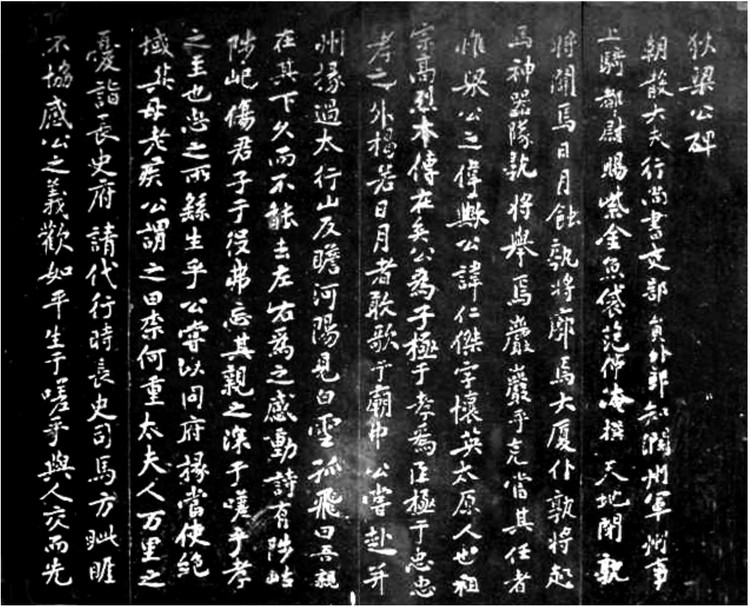 狄梁公碑
朝散大夫行尚書吏部員外郎知潤州軍州事
上騎都尉賜紫金魚袋范仲淹撰 天地閉孰
將闢焉日月蝕孰將廓焉大厦仆孰將起
焉神器隊孰將舉焉巖巖乎克當其任者
惟梁公之偉歟公諱仁傑字懷英太原人也祖
宗高烈本傳在矣公為子極于孝為臣極于忠忠
孝之外揭若日月者敢歌于廟中公嘗赴并
州掾過太行山反瞻河陽見白雲孤飛曰吾親
在其下久而不能去左右為之感動詩有陟岵
陟屺傷君子于役弗忘其親之深于嗟乎孝
之至也忠之所繇生乎公嘗以同府掾當使絶
域其母老疾公謂之曰柰何重太夫人万里之
憂詣長史府請代行時長史司馬方眦睚
不協感公之義歡如平生于嗟乎與人交而先